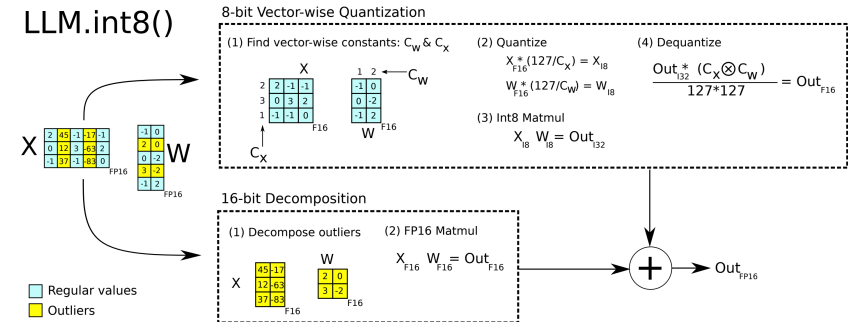 LLM.int8()
8-bit Vector-wise Quantization
(1) Find vector-wise constants: CW & CX
(2) Quantize
(4) Dequantize
X
1 2
CW
2 2 -1 -1
3 0 3 2
1 -1 -1 0
F16
-1 0
0 -2
-1 2
F16
W
CX
XF16 * (127/CX) = XI8
WF16 * (127/CW) = WI8
(3) Int8 Matmul
XI8 WI8 = OutI32
OutI32 * (CX⊗CW)
127*127
= OutF16
X
2 45 -1 -17 -1
0 12 3 -63 2
-1 37 -1 -83 0
FP16
-1 0
2 0
0 -2
3 -2
-1 2
W
FP16
16-bit Decomposition
(1) Decompose outliers
(2) FP16 Matmul
X
45 -17
12 -63
37 -83
F16
W
2 0
3 -2
F16
XF16 WF16 = OutF16
+
OutFP16
Regular values
Outliers